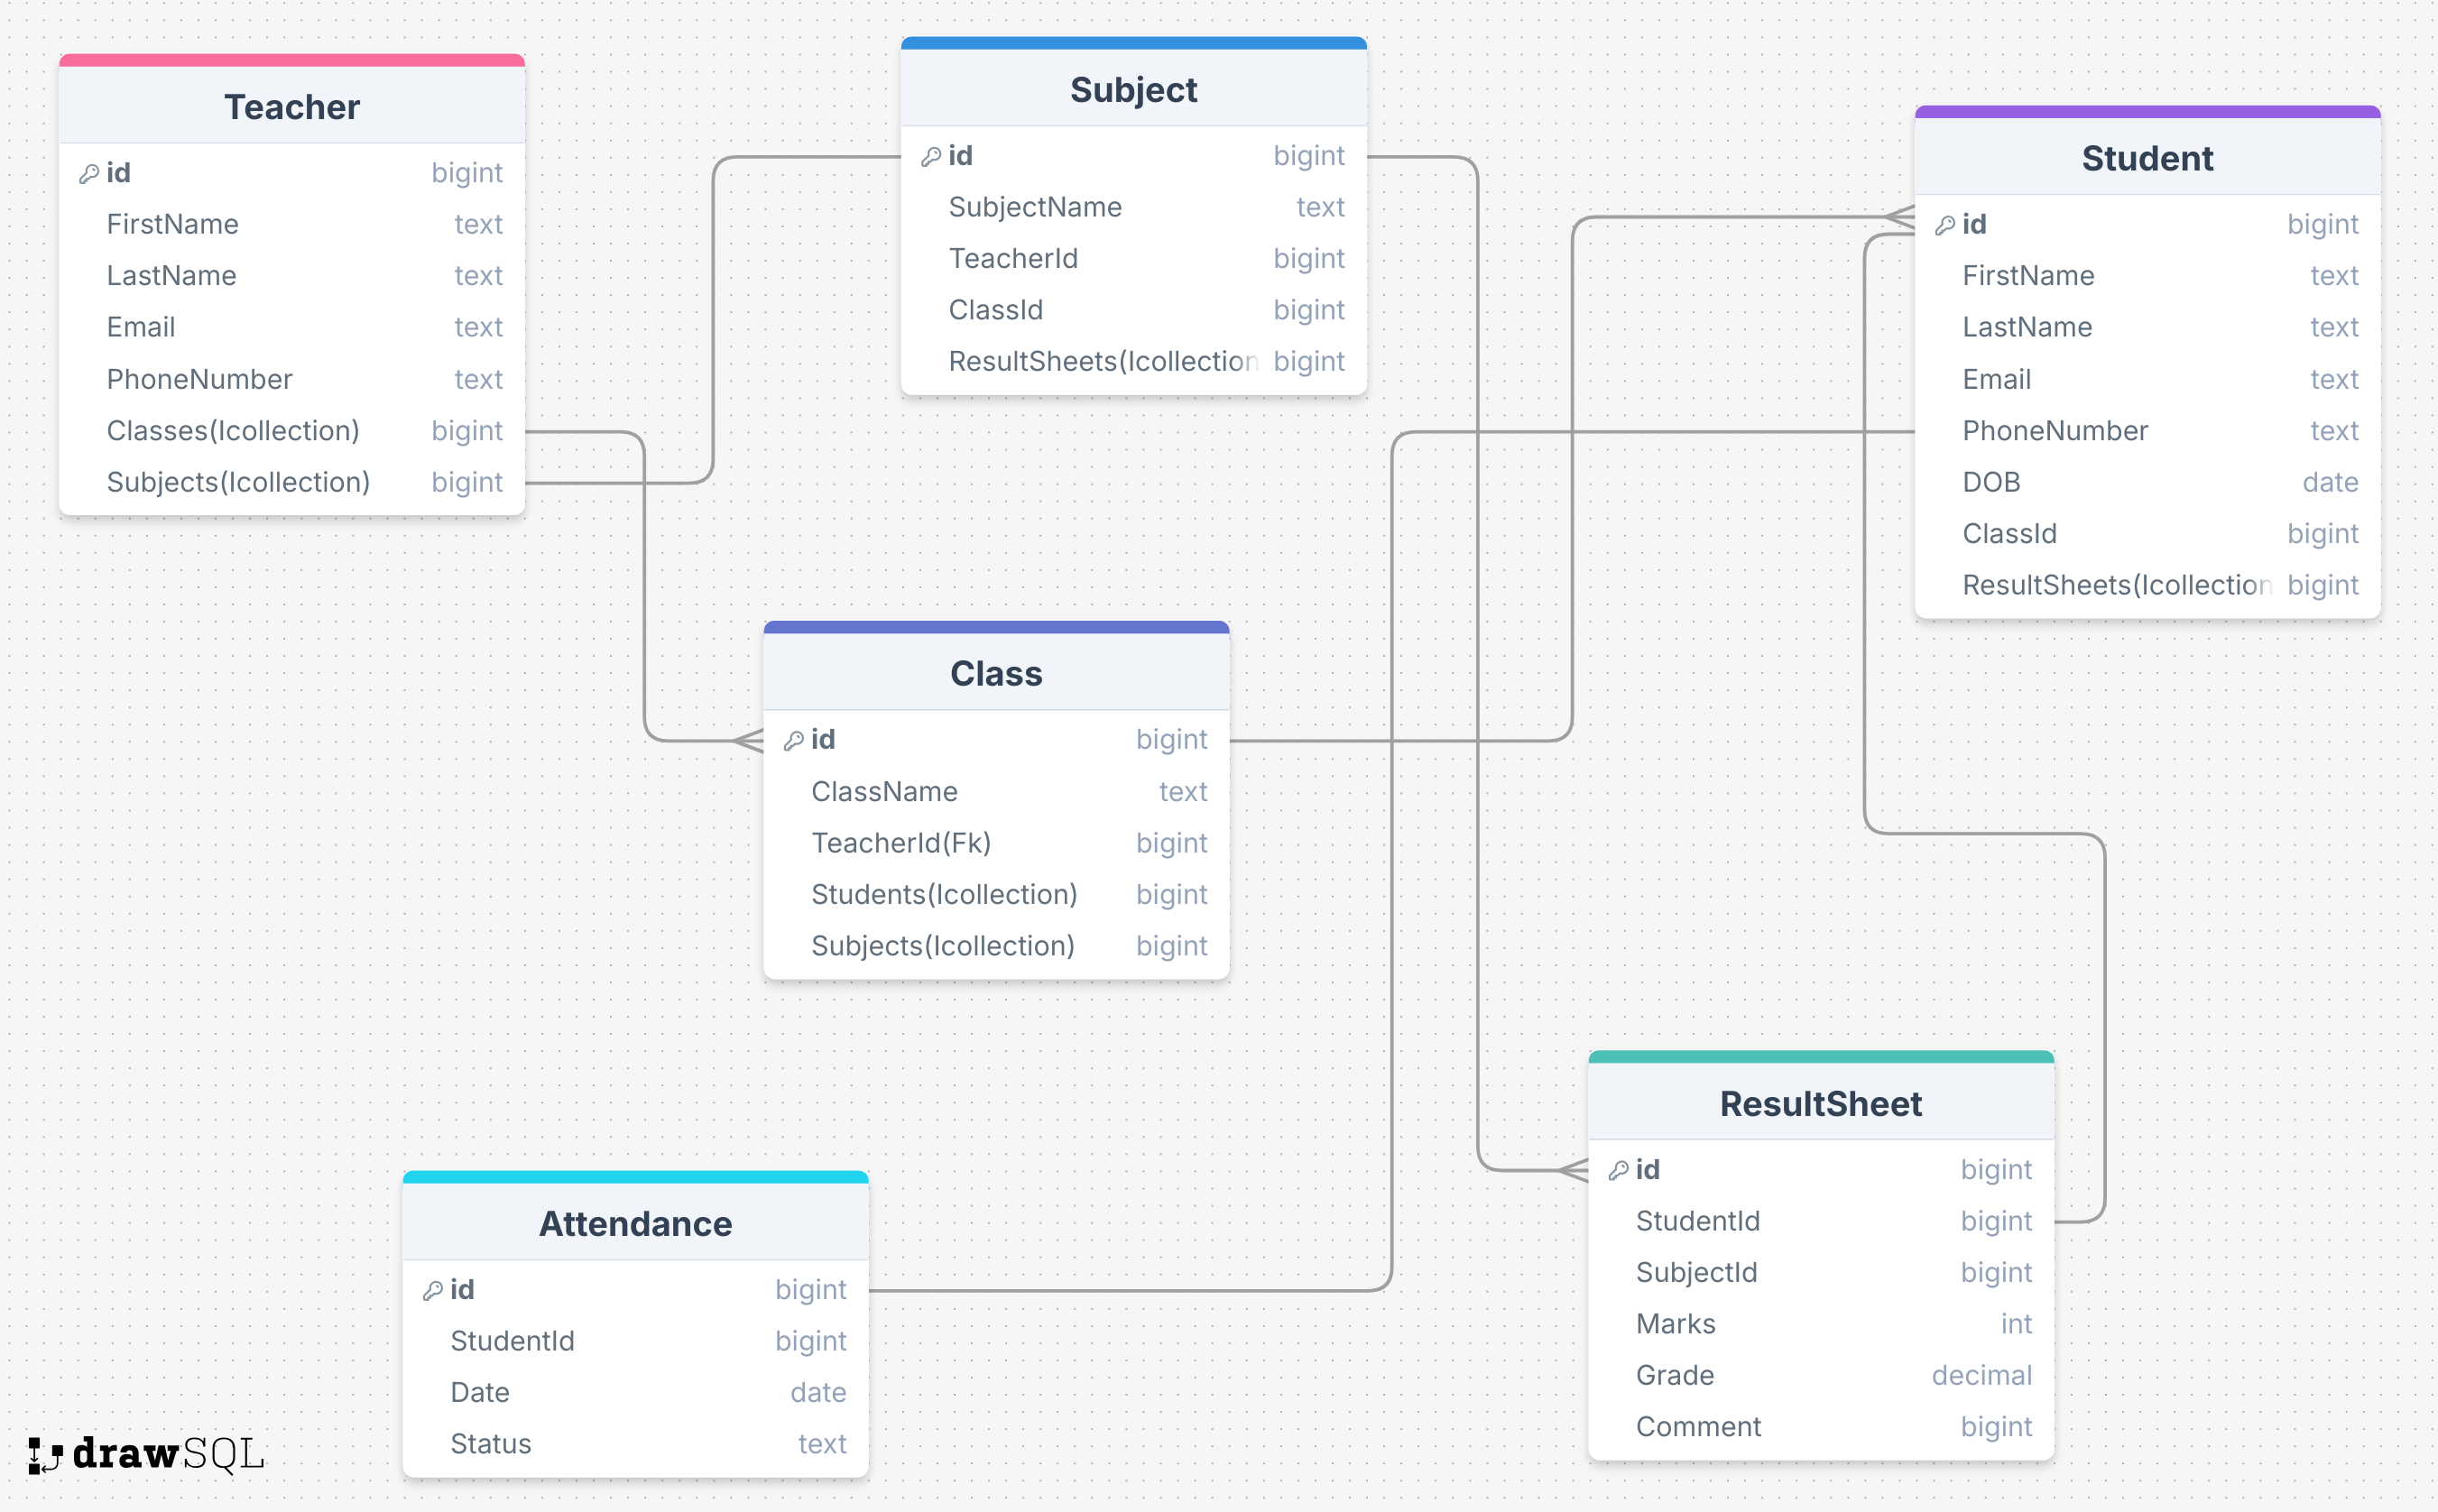 Teacher
id bigint
FirstName text
LastName text
Email text
PhoneNumber text
Classes(Icollection) bigint
Subjects(Icollection) bigint
Subject
id bigint
SubjectName text
TeacherId bigint
ClassId bigint
ResultSheets(Icollection bigint
Student
id bigint
FirstName text
LastName text
Email text
PhoneNumber text
DOB date
ClassId bigint
ResultSheets(Icollection bigint
Class
id bigint
ClassName text
TeacherId(Fk) bigint
Students(Icollection) bigint
Subjects(Icollection) bigint
Attendance
id bigint
StudentId bigint
Date date
Status text
ResultSheet
id bigint
StudentId bigint
SubjectId bigint
Marks int
Grade decimal
Comment bigint
drawSQL